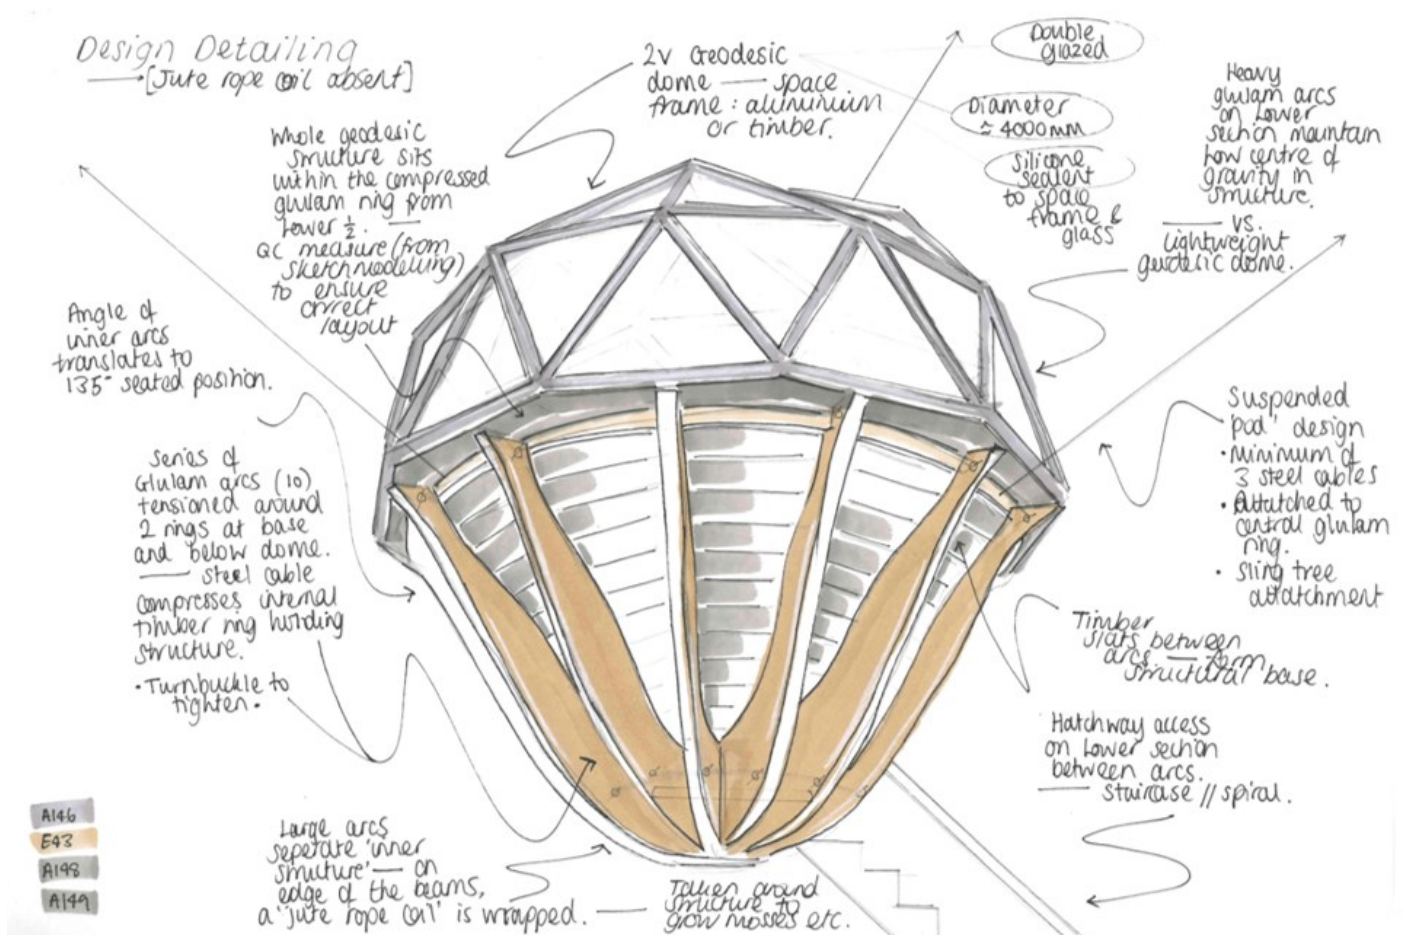 Design Detailing
[Jute rope coil absent]
2V Geodesic
dome — space
frame: aluminium
or timber.
Double
glazed
Diameter
≈ 4000mm
Silicone
sealent
to space
frame &
glass
Heavy
glulam arcs
on lower
section mauntain
low centre of
gravity in
structure.
— vs.
lightweight
geodesic dome.
Whole geodesic
structure sits
within the compressed
glulam ring from
lower ½. —
QC measure (from
sketchmodelling)
to ensure
correct
layout
Angle of
inner arcs
translates to
135° seated position.
Series of
Glulam arcs (10)
tensioned around
2 rings at base
and below dome.
— steel cable
compresses internal
timber ring holding
structure.
• Turnbuckle to
tighten.
Suspended
'pod' design
• Minimum of
3 steel cables
• Attatched to
central glulam
ring.
• Sling tree
attatchment
Timber
slats between
arcs — form
structural base.
Hatchway access
on lower section
between arcs.
— staircase // spiral.
Large arcs
seperate 'inner
structure' — on
edge of the beams,
a 'jute rope coil' is wrapped. —
Taken around
structure to
grow mosses etc.
A146
E43
A148
A149